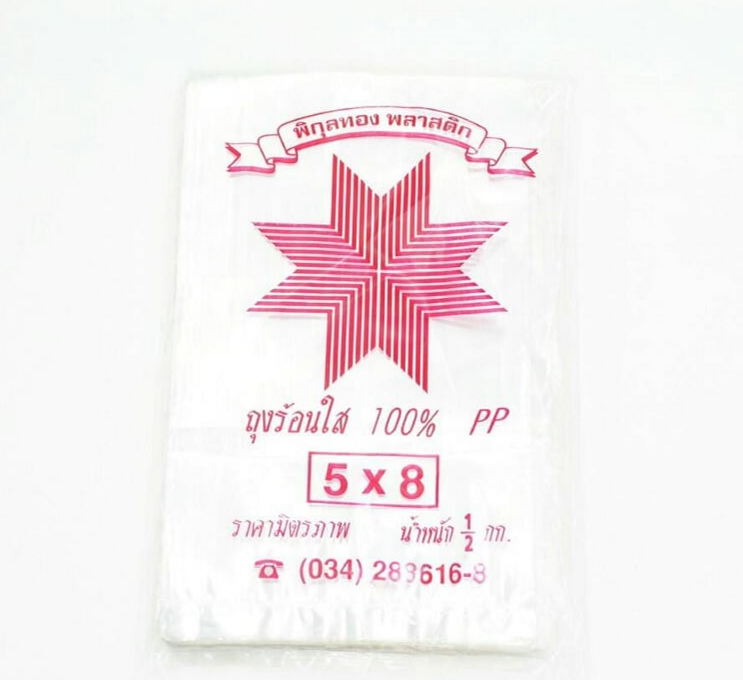 พิกุลทอง พลาสติก
ถุงร้อนใส 100% PP
5 x 8
ราคามิตรภาพ น้ำหนัก 1/2 กก.
☎ (034) 283616-8